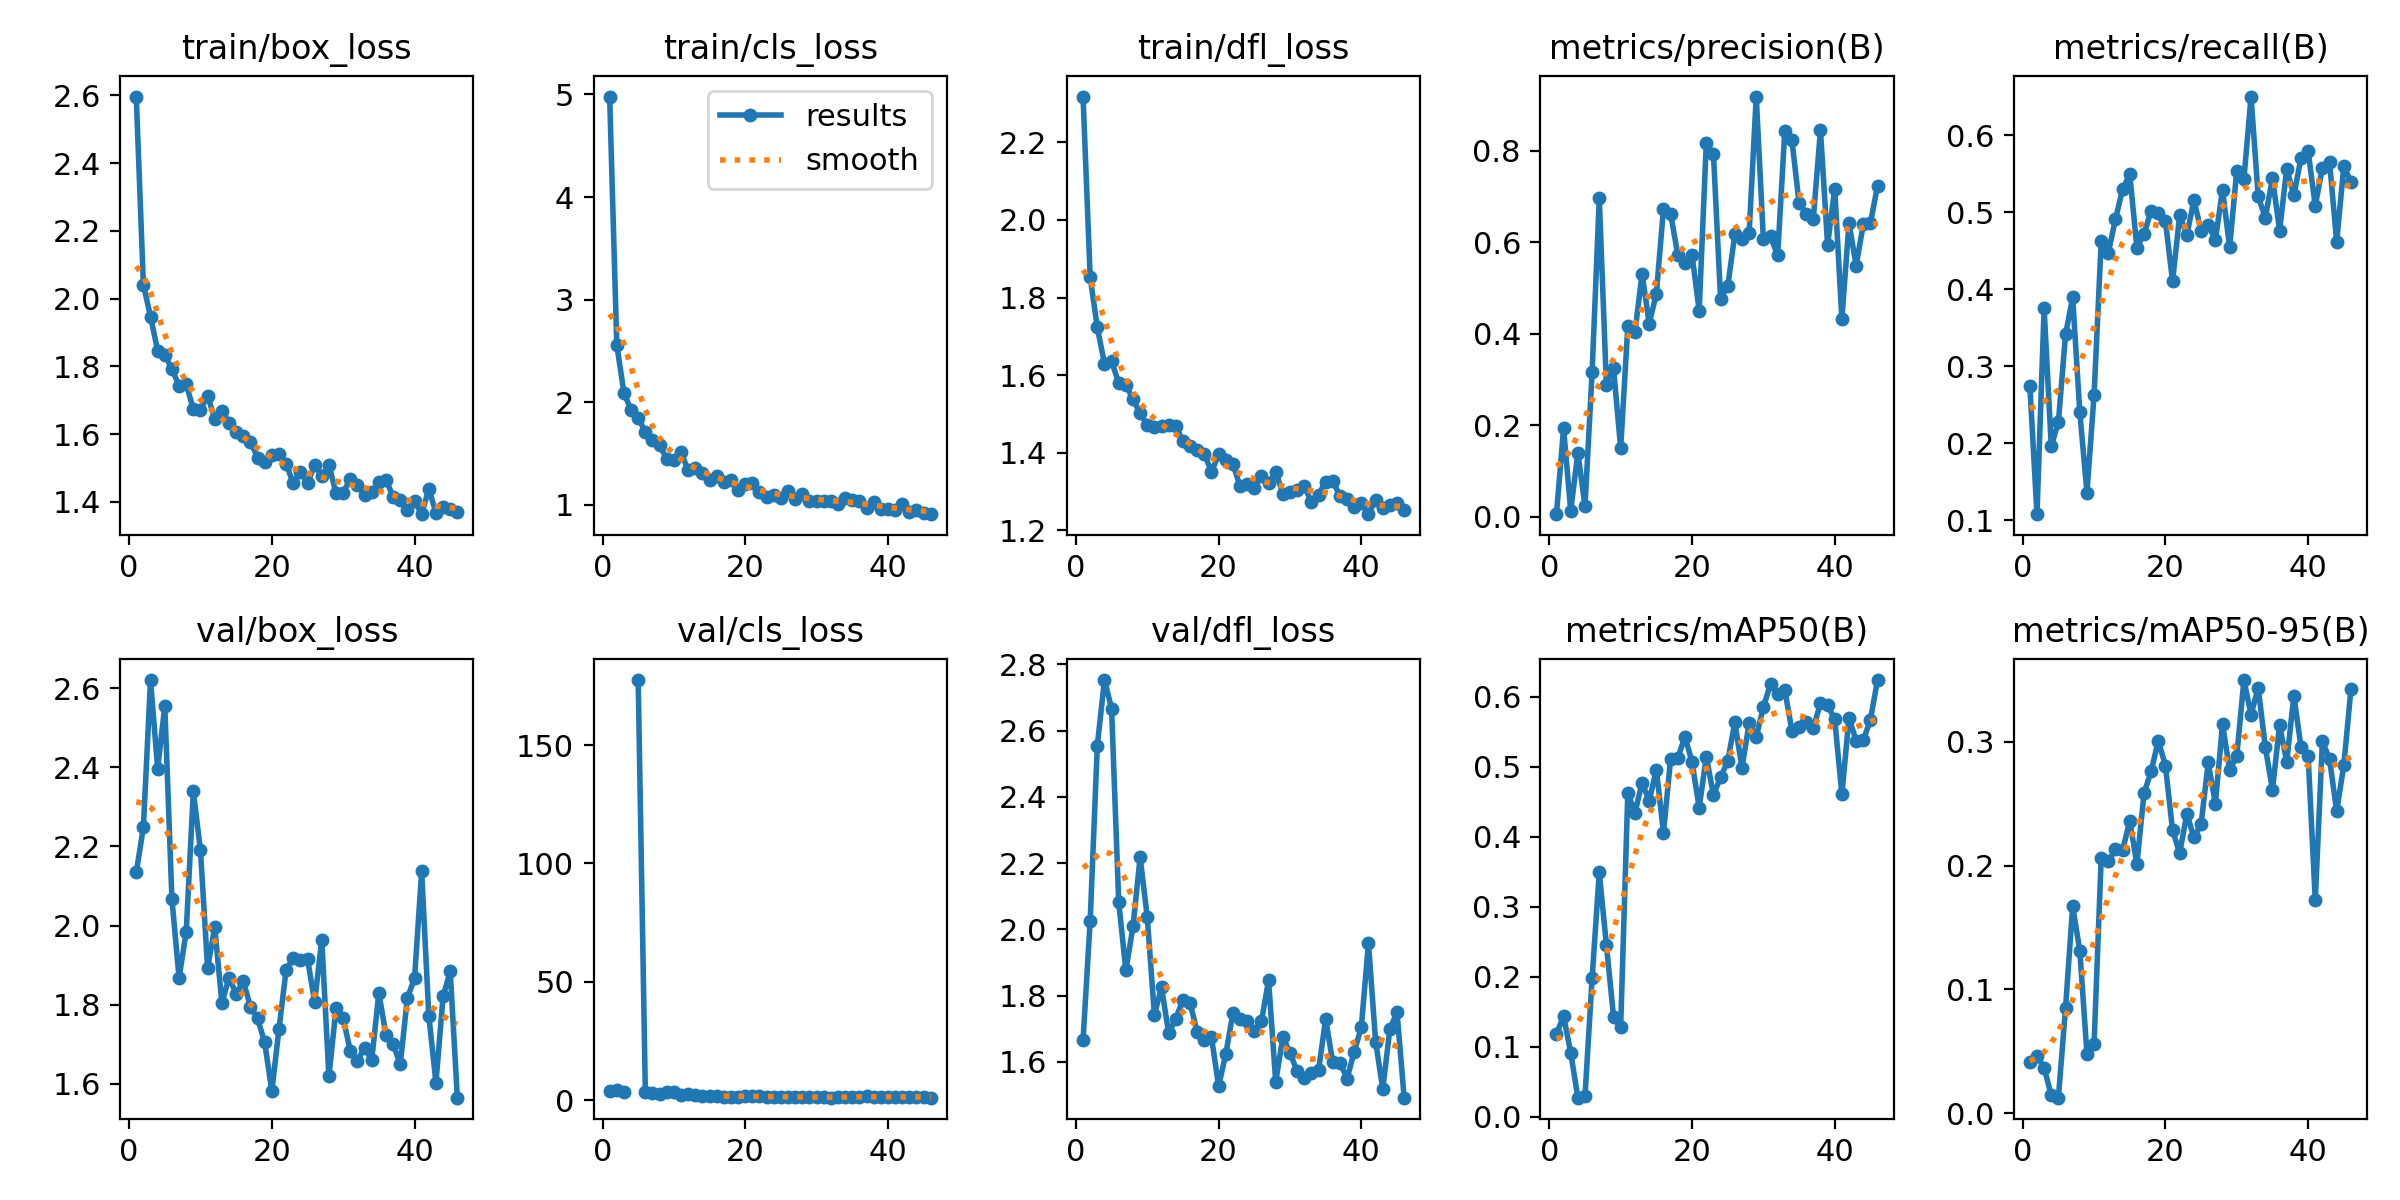 train/box_loss
2.6
2.4
2.2
2.0
1.8
1.6
1.4
0 20 40
train/cls_loss
results
smooth
5
4
3
2
1
0 20 40
train/dfl_loss
2.2
2.0
1.8
1.6
1.4
1.2
0 20 40
metrics/precision(B)
0.8
0.6
0.4
0.2
0.0
0 20 40
metrics/recall(B)
0.6
0.5
0.4
0.3
0.2
0.1
0 20 40
val/box_loss
2.6
2.4
2.2
2.0
1.8
1.6
0 20 40
val/cls_loss
150
100
50
0
0 20 40
val/dfl_loss
2.8
2.6
2.4
2.2
2.0
1.8
1.6
0 20 40
metrics/mAP50(B)
0.6
0.5
0.4
0.3
0.2
0.1
0.0
0 20 40
metrics/mAP50-95(B)
0.3
0.2
0.1
0.0
0 20 40